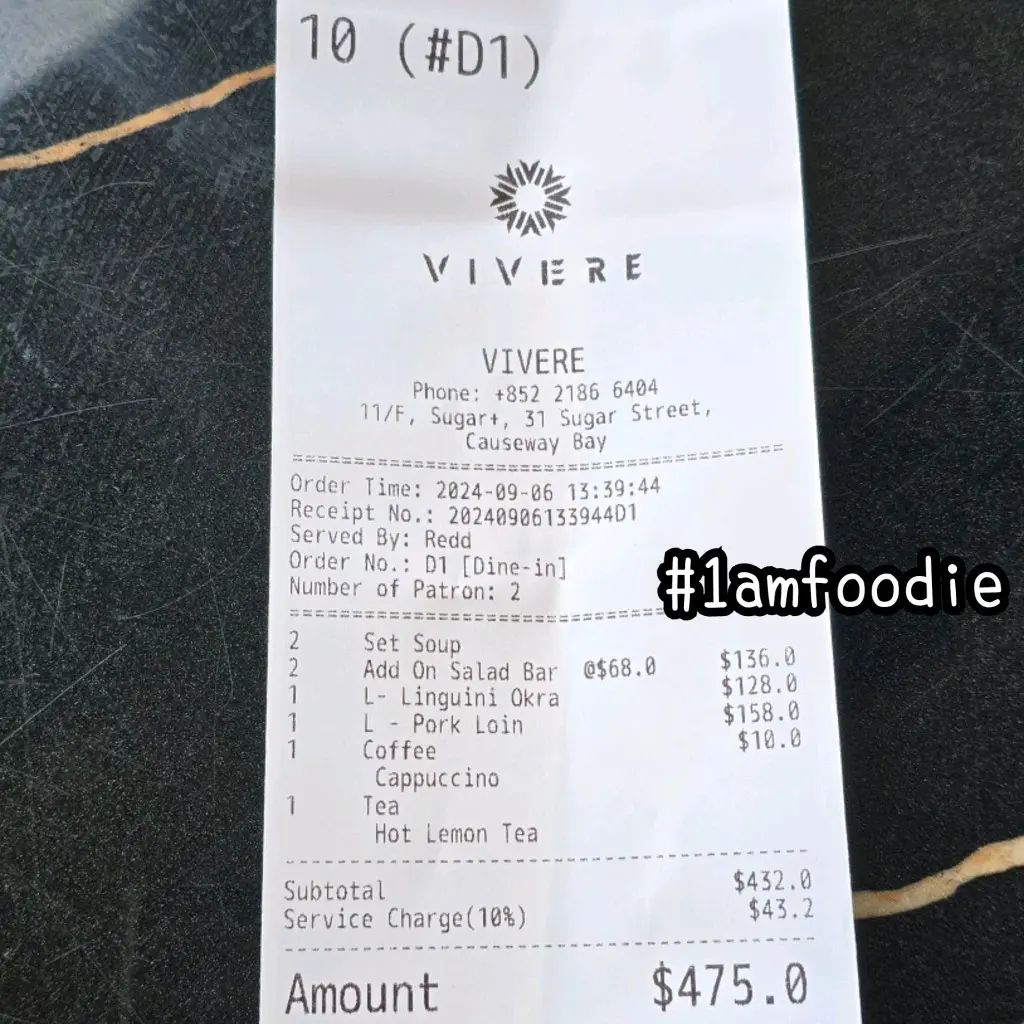 10 (#D1)
VIVERE
VIVERE
Phone: +852 2186 6404
11/F, Sugar+, 31 Sugar Street,
Causeway Bay
Order Time: 2024-09-06 13:39:44
Receipt No.: 20240906133944D1
Served By: Redd
Order No.: D1 [Dine-in]
Number of Patron: 2
#1amfoodie
2 Set Soup
2 Add On Salad Bar @$68.0 $136.0
1 L- Linguini Okra $128.0
1 L - Pork Loin $158.0
1 Coffee $10.0
Cappuccino
1 Tea
Hot Lemon Tea
Subtotal $432.0
Service Charge(10%) $43.2
Amount $475.0